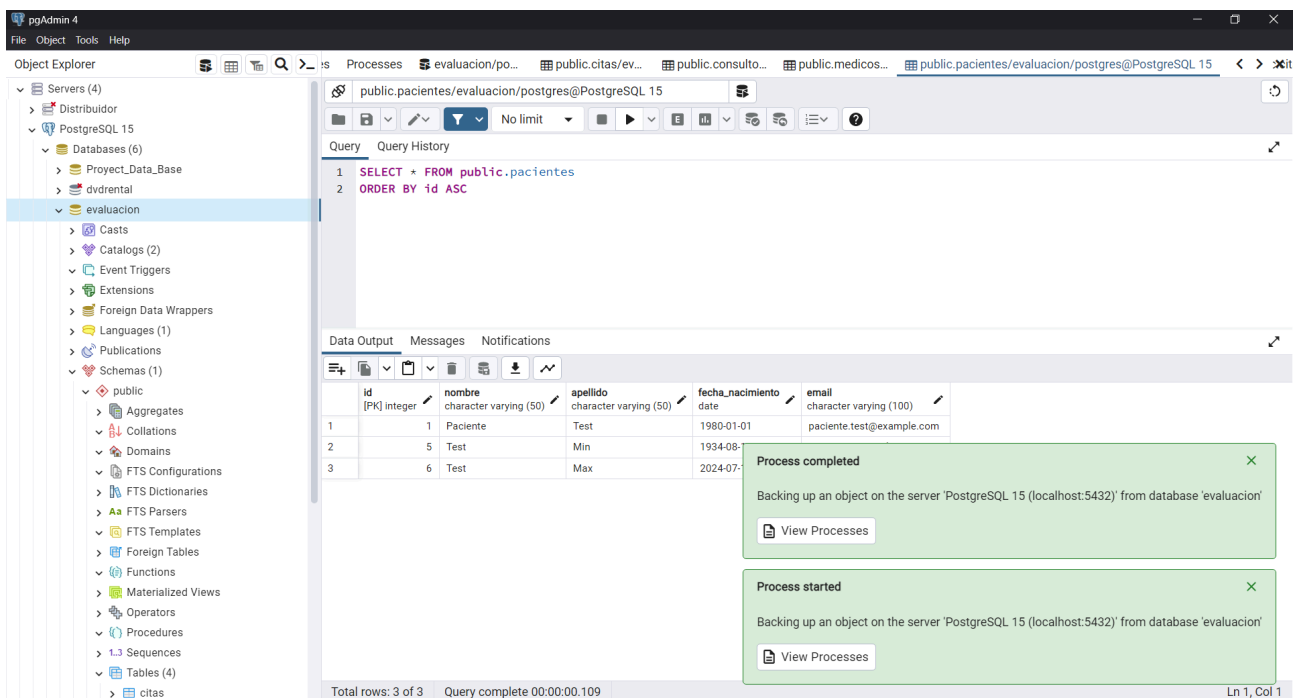 pgAdmin 4
File Object Tools Help
Object Explorer
s Processes evaluacion/po... public.citas/ev... public.consulto... public.medicos... public.pacientes/evaluacion/postgres@PostgreSQL 15 it
Servers (4)
Distribuidor
PostgreSQL 15
Databases (6)
Proyect_Data_Base
dvdrental
evaluacion
Casts
Catalogs (2)
Event Triggers
Extensions
Foreign Data Wrappers
Languages (1)
Publications
Schemas (1)
public
Aggregates
Collations
Domains
FTS Configurations
FTS Dictionaries
Aa FTS Parsers
FTS Templates
Foreign Tables
Functions
Materialized Views
Operators
Procedures
1..3 Sequences
Tables (4)
citas
public.pacientes/evaluacion/postgres@PostgreSQL 15
No limit
E
Query Query History
1 SELECT * FROM public.pacientes
2 ORDER BY id ASC
Data Output Messages Notifications
id nombre apellido fecha_nacimiento email
[PK] integer character varying (50) character varying (50) date character varying (100)
1 1 Paciente Test 1980-01-01 paciente.test@example.com
2 5 Test Min 1934-08-
3 6 Test Max 2024-07-
Process completed
Backing up an object on the server 'PostgreSQL 15 (localhost:5432)' from database 'evaluacion'
View Processes
Process started
Backing up an object on the server 'PostgreSQL 15 (localhost:5432)' from database 'evaluacion'
View Processes
Total rows: 3 of 3 Query complete 00:00:00.109 Ln 1, Col 1